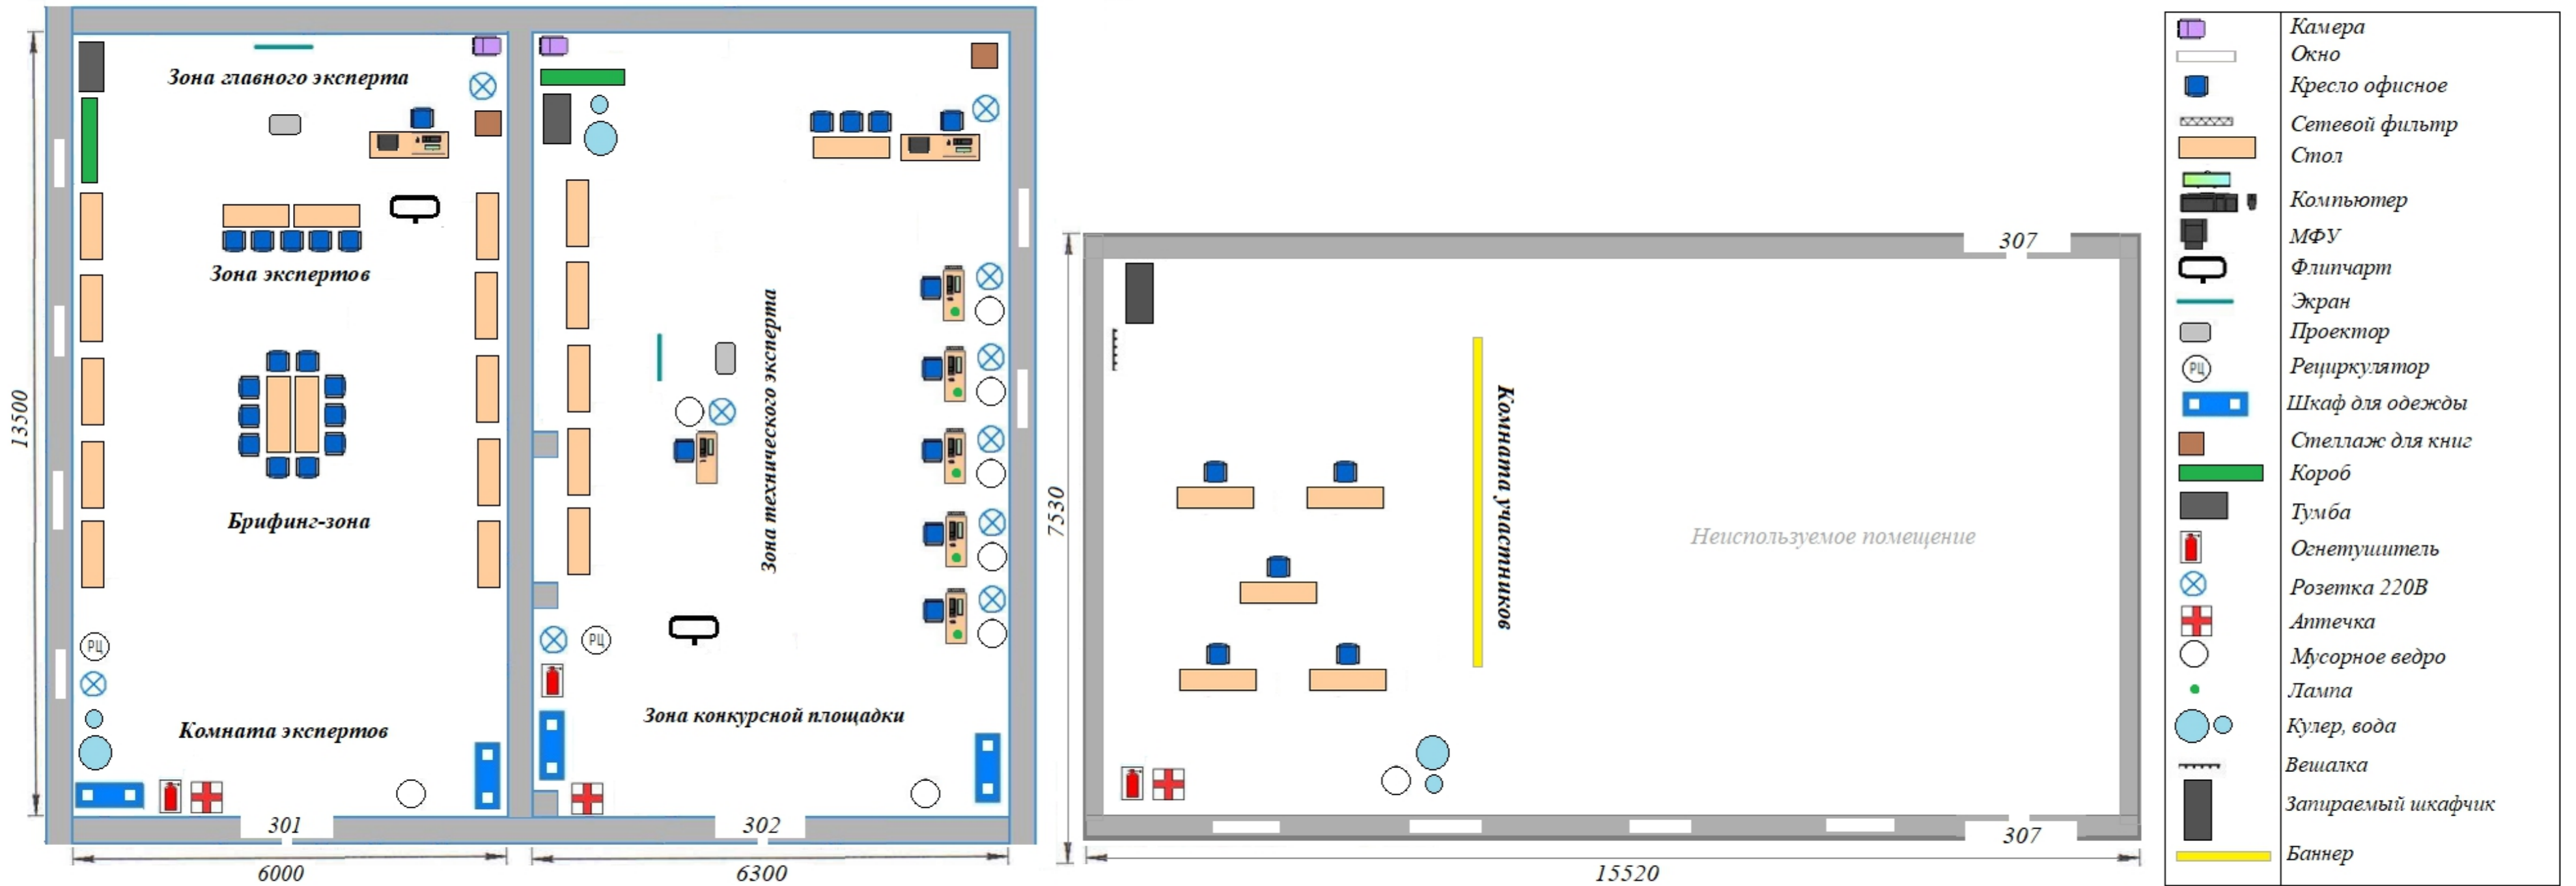 Зона главного эксперта
Зона экспертов
Брифинг-зона
РЦ
Комната экспертов
301
13500
6000
Зона технического эксперта
РЦ
Зона конкурсной площадки
302
6300
307
7530
Комната участников
Неиспользуемое помещение
307
15520
Камера
Окно
Кресло офисное
Сетевой фильтр
Стол
Компьютер
МФУ
Флипчарт
Экран
Проектор
РЦ Рециркулятор
Шкаф для одежды
Стеллаж для книг
Короб
Тумба
Огнетушитель
Розетка 220В
Аптечка
Мусорное ведро
Лампа
Кулер, вода
Вешалка
Запираемый шкафчик
Баннер